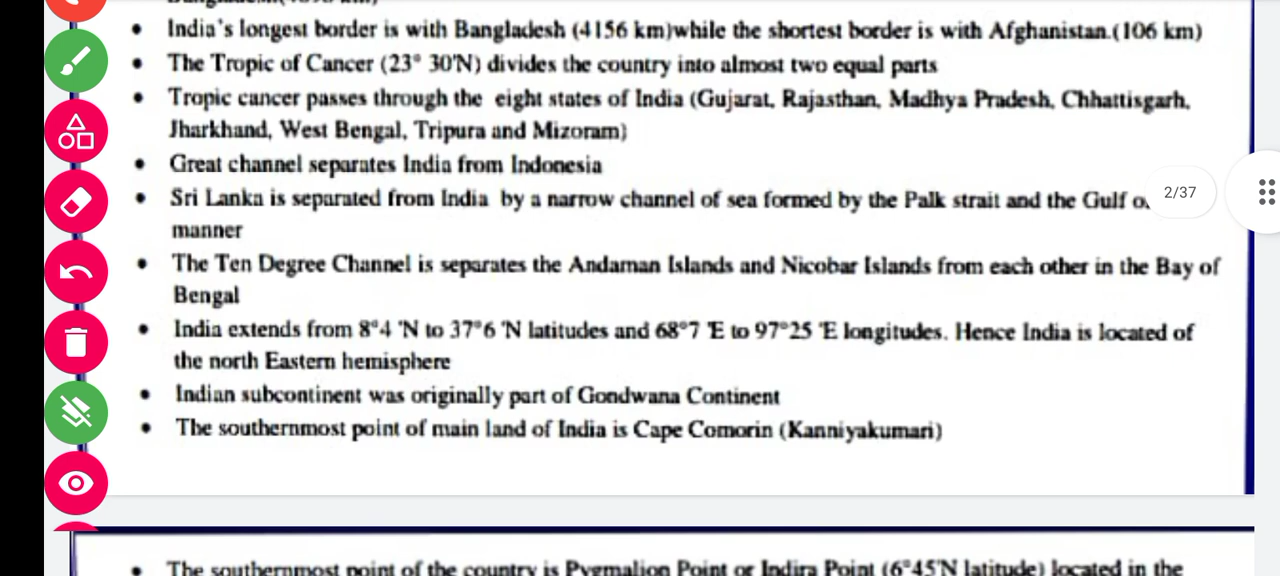 • India's longest border is with Bangladesh (4156 km)while the shortest border is with Afghanistan.(106 km)
• The Tropic of Cancer (23° 30'N) divides the country into almost two equal parts
• Tropic cancer passes through the eight states of India (Gujarat, Rajasthan, Madhya Pradesh, Chhattisgarh,
Jharkhand, West Bengal, Tripura and Mizoram)
• Great channel separates India from Indonesia
• Sri Lanka is separated from India by a narrow channel of sea formed by the Palk strait and the Gulf
2/37
manner
• The Ten Degree Channel is separates the Andaman Islands and Nicobar Islands from each other in the Bay of
Bengal
• India extends from 8°4 'N to 37°6 'N latitudes and 68°7 'E to 97°25 'E longitudes. Hence India is located of
the north Eastern hemisphere
• Indian subcontinent was originally part of Gondwana Continent
• The southernmost point of main land of India is Cape Comorin (Kanniyakumari)
• The southernmost point of the country is Pygmalion Point or Indira Point (6°45'N latitude) located in the